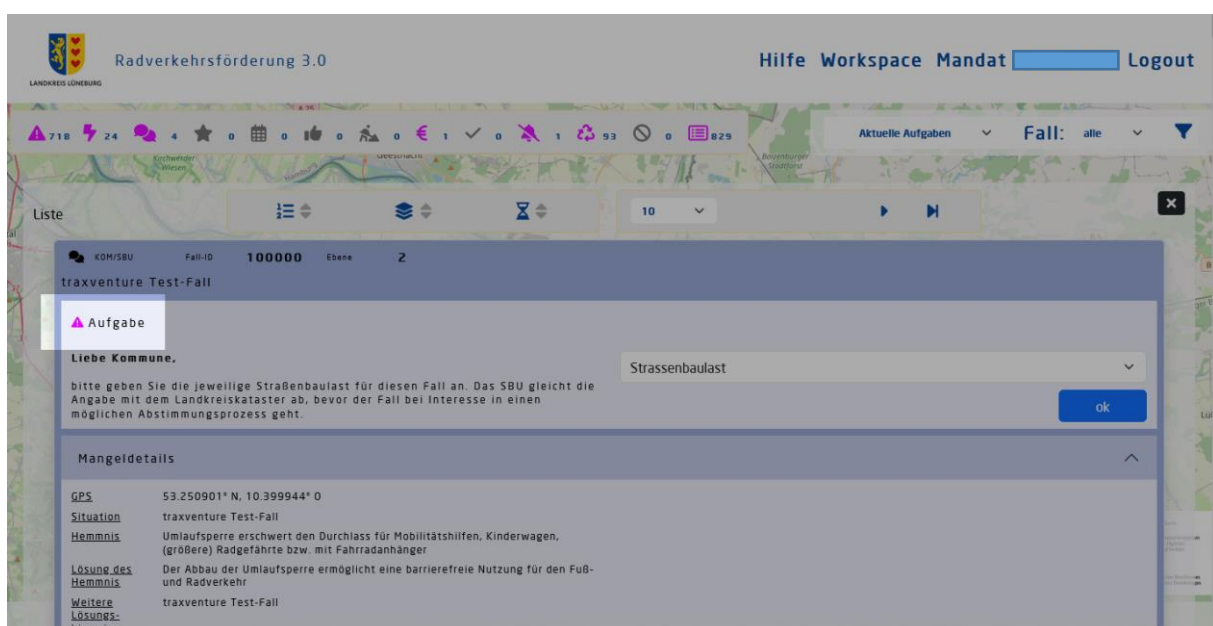 Radverkehrsförderung 3.0
Hilfe Workspace Mandat Logout
LANDKREIS LÜNEBURG
718 24 4 0 0 0 0 € 1 0 1 93 0 829
Aktuelle Aufgaben Fall: alle
Kirchwerder
Wiesen
Liste
10
KOM/SBU Fall-ID 100000 Ebene 2
traxventure Test-Fall
Aufgabe
Liebe Kommune,
Strassenbaulast
bitte geben Sie die jeweilige Straßenbaulast für diesen Fall an. Das SBU gleicht die
Angabe mit dem Landkreiskataster ab, bevor der Fall bei Interesse in einen
möglichen Abstimmungsprozess geht.
ok
Mangeldetails
GPS 53.250901° N, 10.399944° O
Situation traxventure Test-Fall
Hemmnis Umlaufsperre erschwert den Durchlass für Mobilitätshilfen, Kinderwagen,
(größere) Radgefährte bzw. mit Fahrradanhänger
Lösung des Der Abbau der Umlaufsperre ermöglicht eine barrierefreie Nutzung für den Fuß-
Hemmnis und Radverkehr
Weitere traxventure Test-Fall
Lösungs-